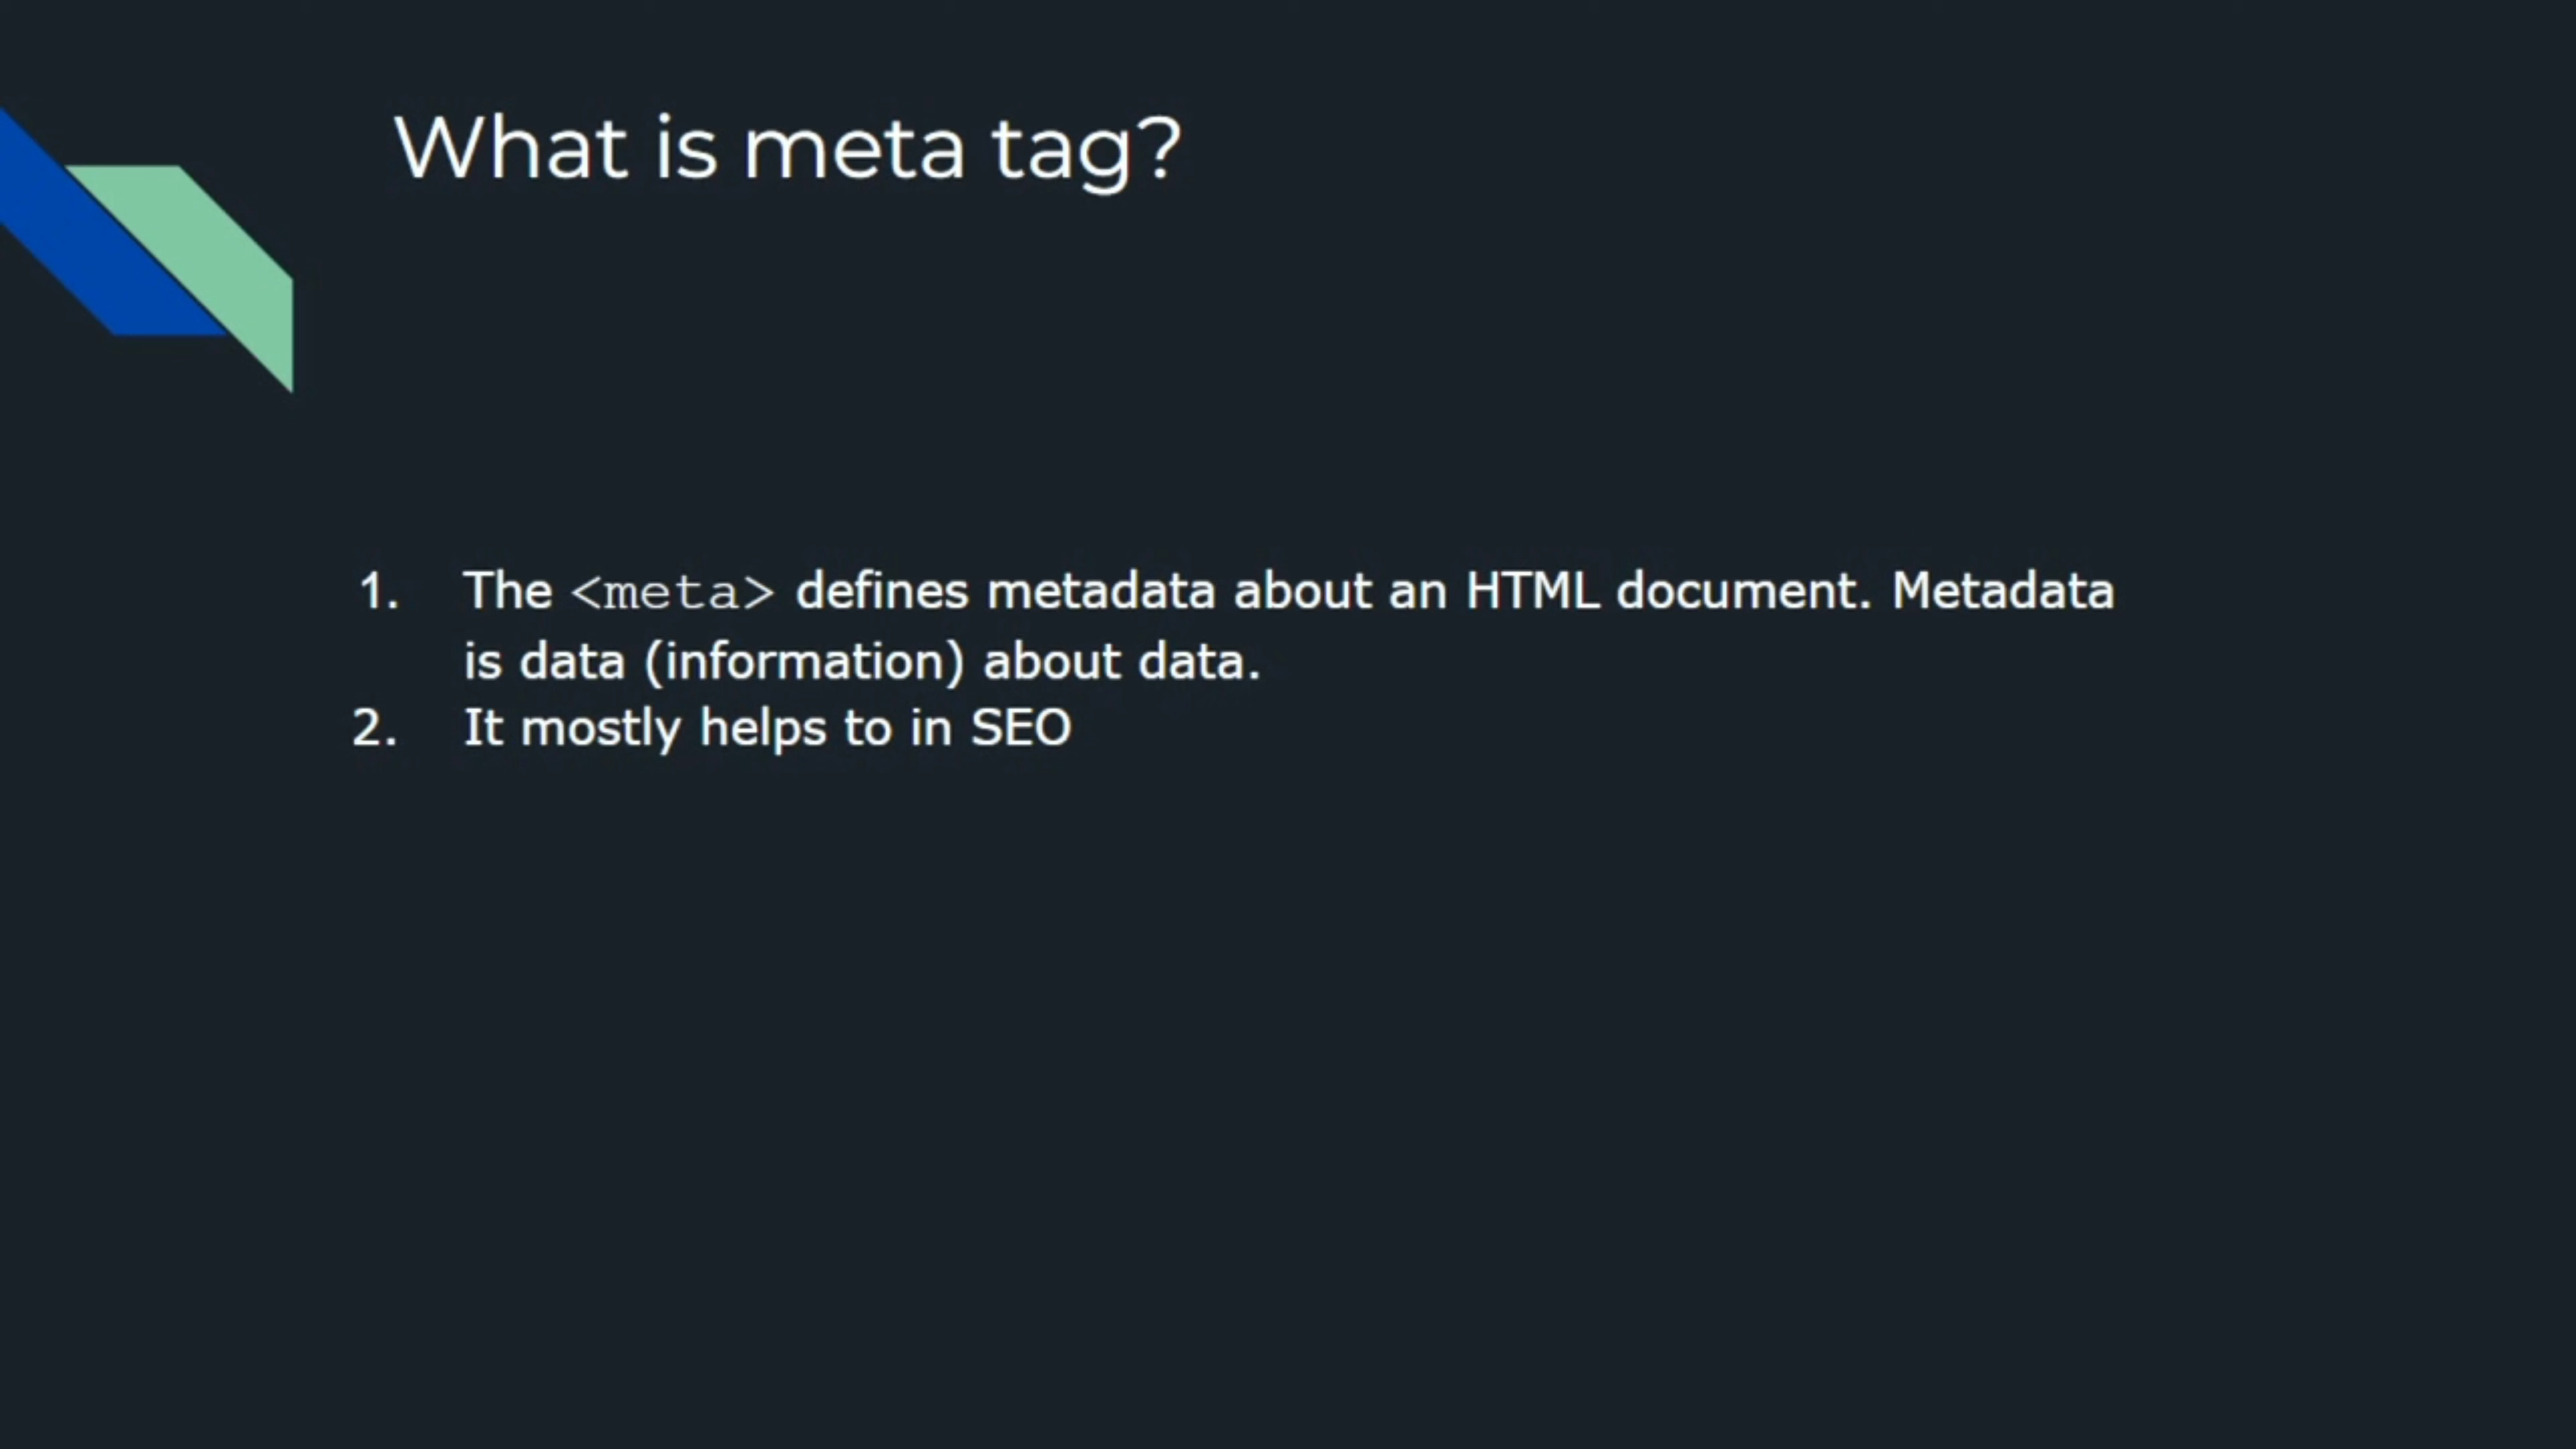 What is meta tag?
1. The <meta> defines metadata about an HTML document. Metadata
is data (information) about data.
2. It mostly helps to in SEO